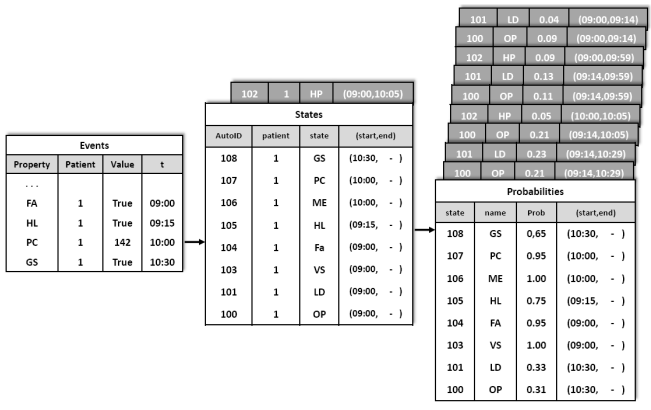 101 LD 0.04 (09:00,09:14)
100 OP 0.09 (09:00,09:14)
102 HP 0.09 (09:00,09:59)
101 LD 0.13 (09:14,09:59)
100 OP 0.11 (09:14,09:59)
102 HP 0.05 (10:00,10:05)
100 OP 0.21 (09:14,10:05)
101 LD 0.23 (09:14,10:29)
100 OP 0.21 (09:14,10:29)
102 1 HP (09:00,10:05)
Events
Property Patient Value t
. . .
FA 1 True 09:00
HL 1 True 09:15
PC 1 142 10:00
GS 1 True 10:30
States
AutoID patient state (start,end)
108 1 GS (10:30, - )
107 1 PC (10:00, - )
106 1 ME (10:00, - )
105 1 HL (09:15, - )
104 1 Fa (09:00, - )
103 1 VS (09:00, - )
101 1 LD (09:00, - )
100 1 OP (09:00, - )
Probabilities
state name Prob (start,end)
108 GS 0,65 (10:30, - )
107 PC 0.95 (10:00, - )
106 ME 1.00 (10:00, - )
105 HL 0.75 (09:15, - )
104 FA 0.95 (09:00, - )
103 VS 1.00 (09:00, - )
101 LD 0.33 (10:30, - )
100 OP 0.31 (10:30, - )